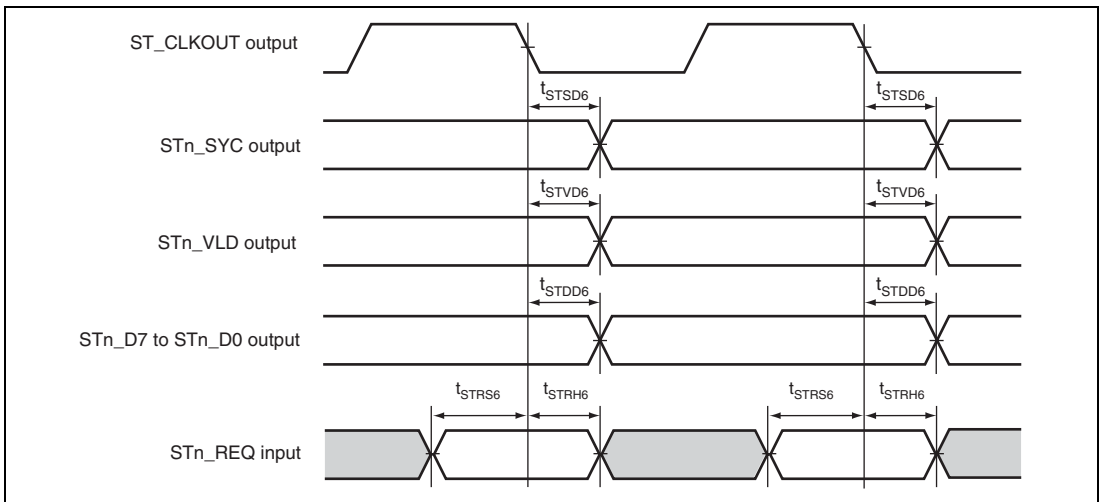 ST_CLKOUT output
tSTSD6 tSTSD6
STn_SYC output
tSTVD6 tSTVD6
STn_VLD output
tSTDD6 tSTDD6
STn_D7 to STn_D0 output
tSTRS6 tSTRH6 tSTRS6 tSTRH6
STn_REQ input